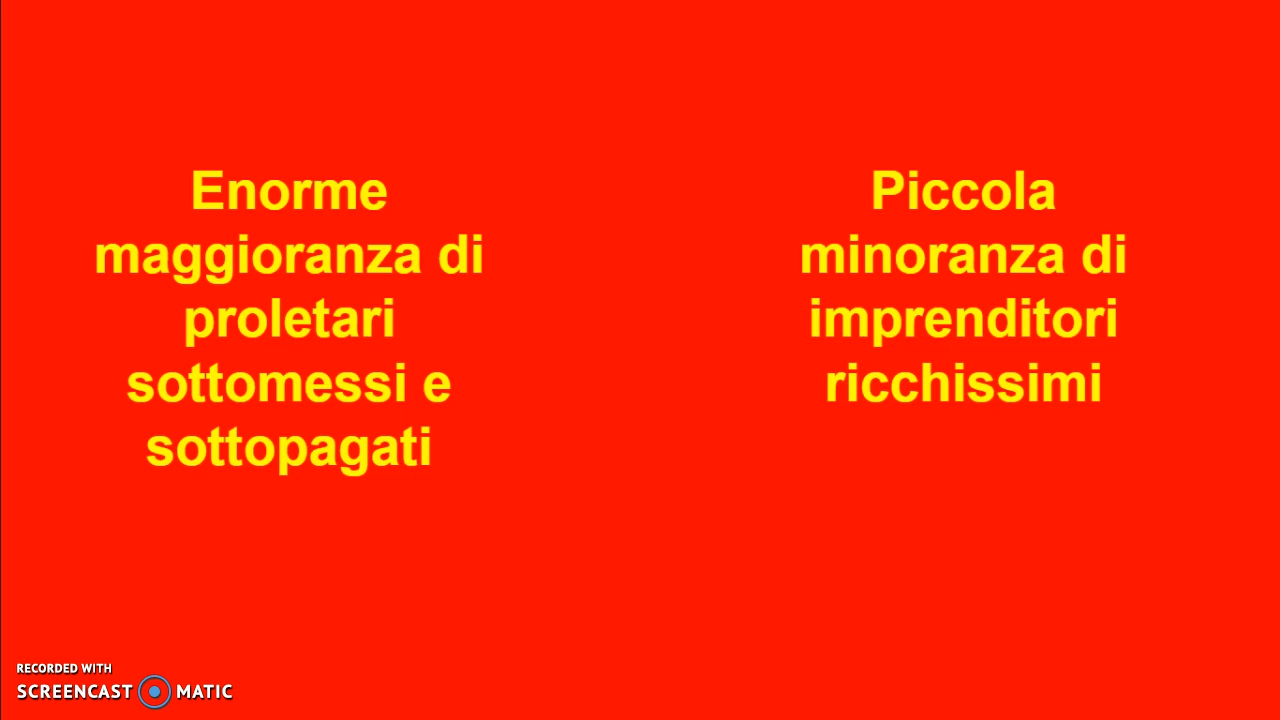 Enorme
maggioranza di
proletari
sottomessi e
sottopagati
Piccola
minoranza di
imprenditori
ricchissimi
RECORDED WITH
SCREENCAST MATIC